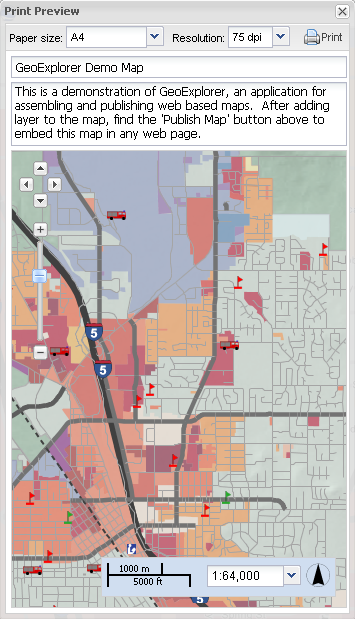 Print Preview
Paper size: A4 Resolution: 75 dpi Print
GeoExplorer Demo Map
This is a demonstration of GeoExplorer, an application for
assembling and publishing web based maps.  After adding
layer to the map, find the 'Publish Map' button above to
embed this map in any web page.
5
5
1000 m
5000 ft
1:64,000
5